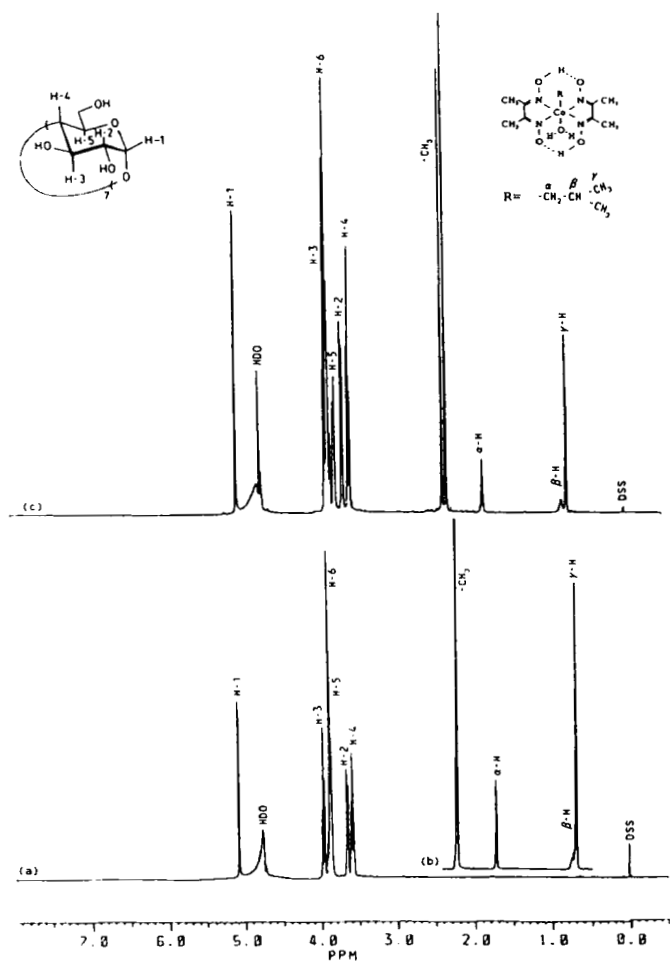 H-4
OH
O
H-2
H-5
H-1
HO
HO
H-3
O
7
H
O
O
R
CH₃
N
N
CH₃
Co
CH₃
N
N
CH₃
O
O
H
H
O
H
R= -CH₂-CH
α
β
γ
-CH₃
-CH₃
H-1
HDO
H-3
H-6
H-5
H-2
H-4
-CH₃
α-H
β-H
γ-H
DSS
(c)
H-1
HDO
H-3
H-6
H-5
H-2
H-4
-CH₃
α-H
β-H
γ-H
DSS
(a)
(b)
7.0 6.0 5.0 4.0 3.0 2.0 1.0 0.0
PPM